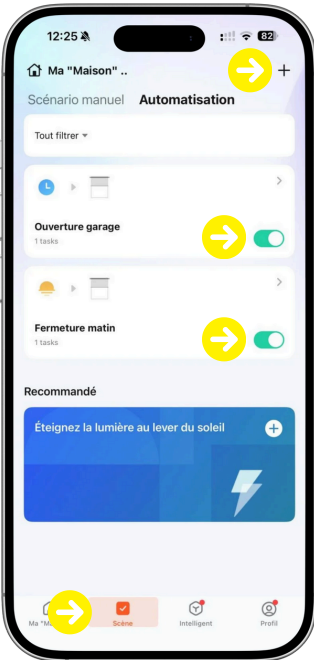 12:25
82
Ma "Maison" ..
Scénario manuel Automatisation
Tout filtrer
Ouverture garage
1 tasks
Fermeture matin
1 tasks
Recommandé
Éteignez la lumière au lever du soleil
Scène Intelligent Profil